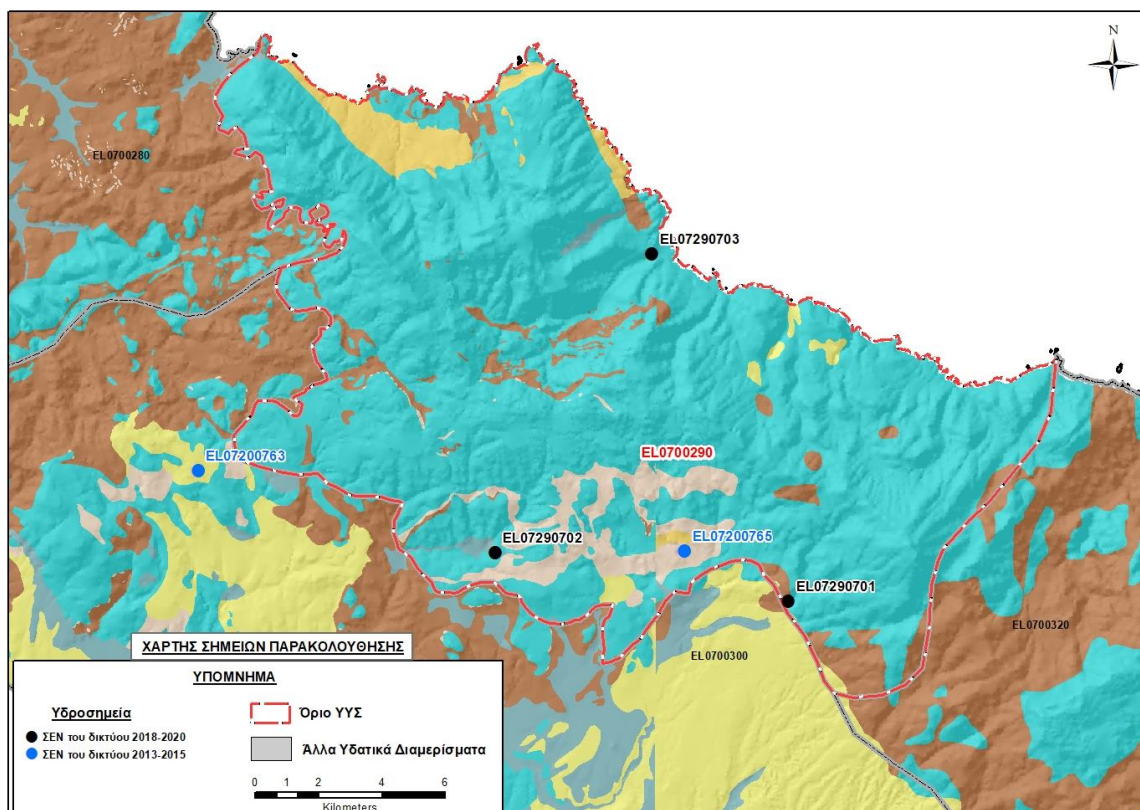 N
EL0700280
EL07290703
EL0700290
EL07200763
EL07290702
EL07200765
EL07290701
EL0700320
EL0700300
ΧΑΡΤΗΣ ΣΗΜΕΙΩΝ ΠΑΡΑΚΟΛΟΥΘΗΣΗΣ
ΥΠΟΜΝΗΜΑ
Υδροσημεία
ΣΕΝ του δικτύου 2018-2020
ΣΕΝ του δικτύου 2013-2015
Όριο ΥΥΣ
Άλλα Υδατικά Διαμερίσματα
0 1 2 4 6
Kilometers